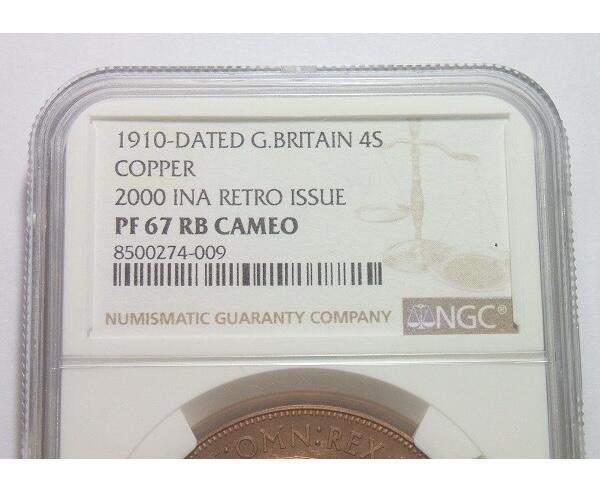 1910-DATED G.BRITAIN 4S
COPPER
2000 INA RETRO ISSUE
PF 67 RB CAMEO
8500274-009
NUMISMATIC GUARANTY COMPANY NGC®
OMN:REX